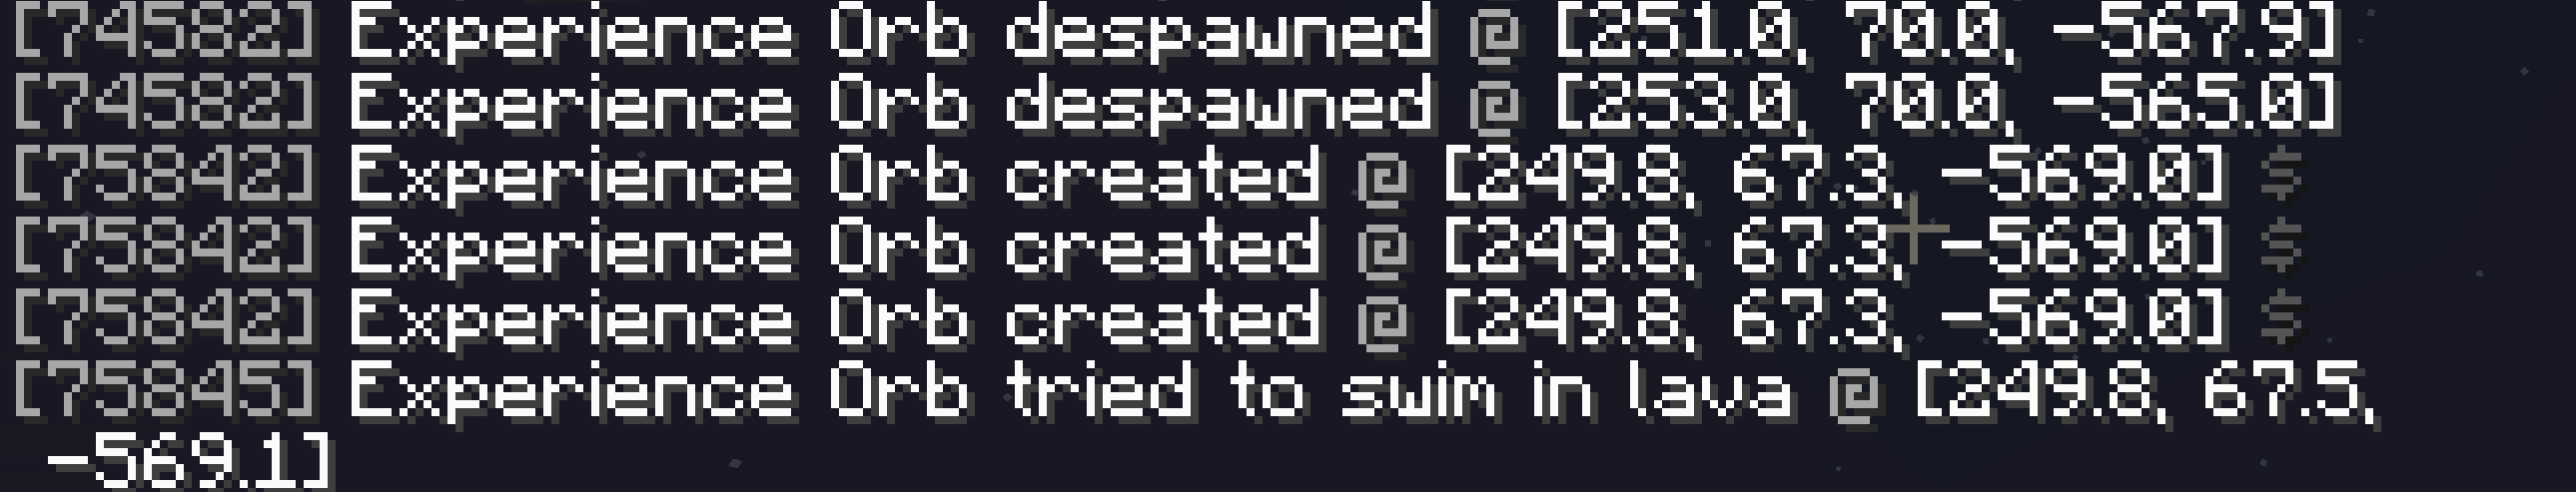 [74582] Experience Orb despawned @ [251.0, 70.0, -567.9]
[74582] Experience Orb despawned @ [253.0, 70.0, -565.0]
[75842] Experience Orb created @ [249.8, 67.3, -569.0] $
[75842] Experience Orb created @ [249.8, 67.3, -569.0] $
[75842] Experience Orb created @ [249.8, 67.3, -569.0] $
[75845] Experience Orb tried to swim in lava @ [249.8, 67.5,
-569.1]